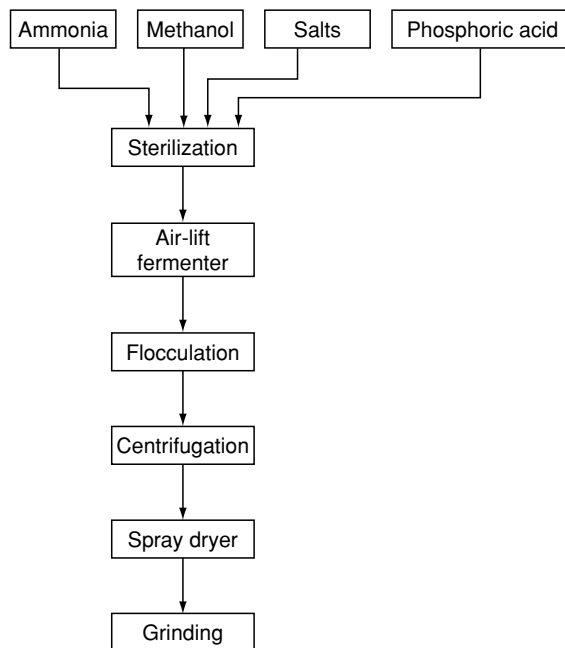 Ammonia
Methanol
Salts
Phosphoric acid
Sterilization
Air-lift
fermenter
Flocculation
Centrifugation
Spray dryer
Grinding